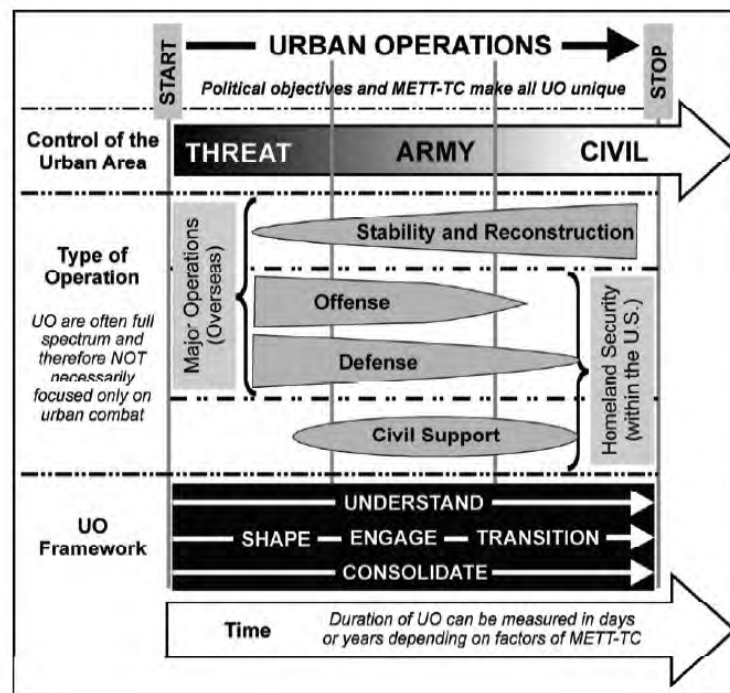 START
URBAN OPERATIONS
STOP
Political objectives and METT-TC make all UO unique
Control of the
Urban Area
THREAT ARMY CIVIL
Type of
Operation
UO are often full
spectrum and
therefore NOT
necessarily
focused only on
urban combat
Major Operations
(Overseas)
Stability and Reconstruction
Offense
Defense
Civil Support
Homeland Security
(within the U.S.)
UO
Framework
UNDERSTAND
SHAPE ENGAGE TRANSITION
CONSOLIDATE
Time
Duration of UO can be measured in days
or years depending on factors of METT-TC